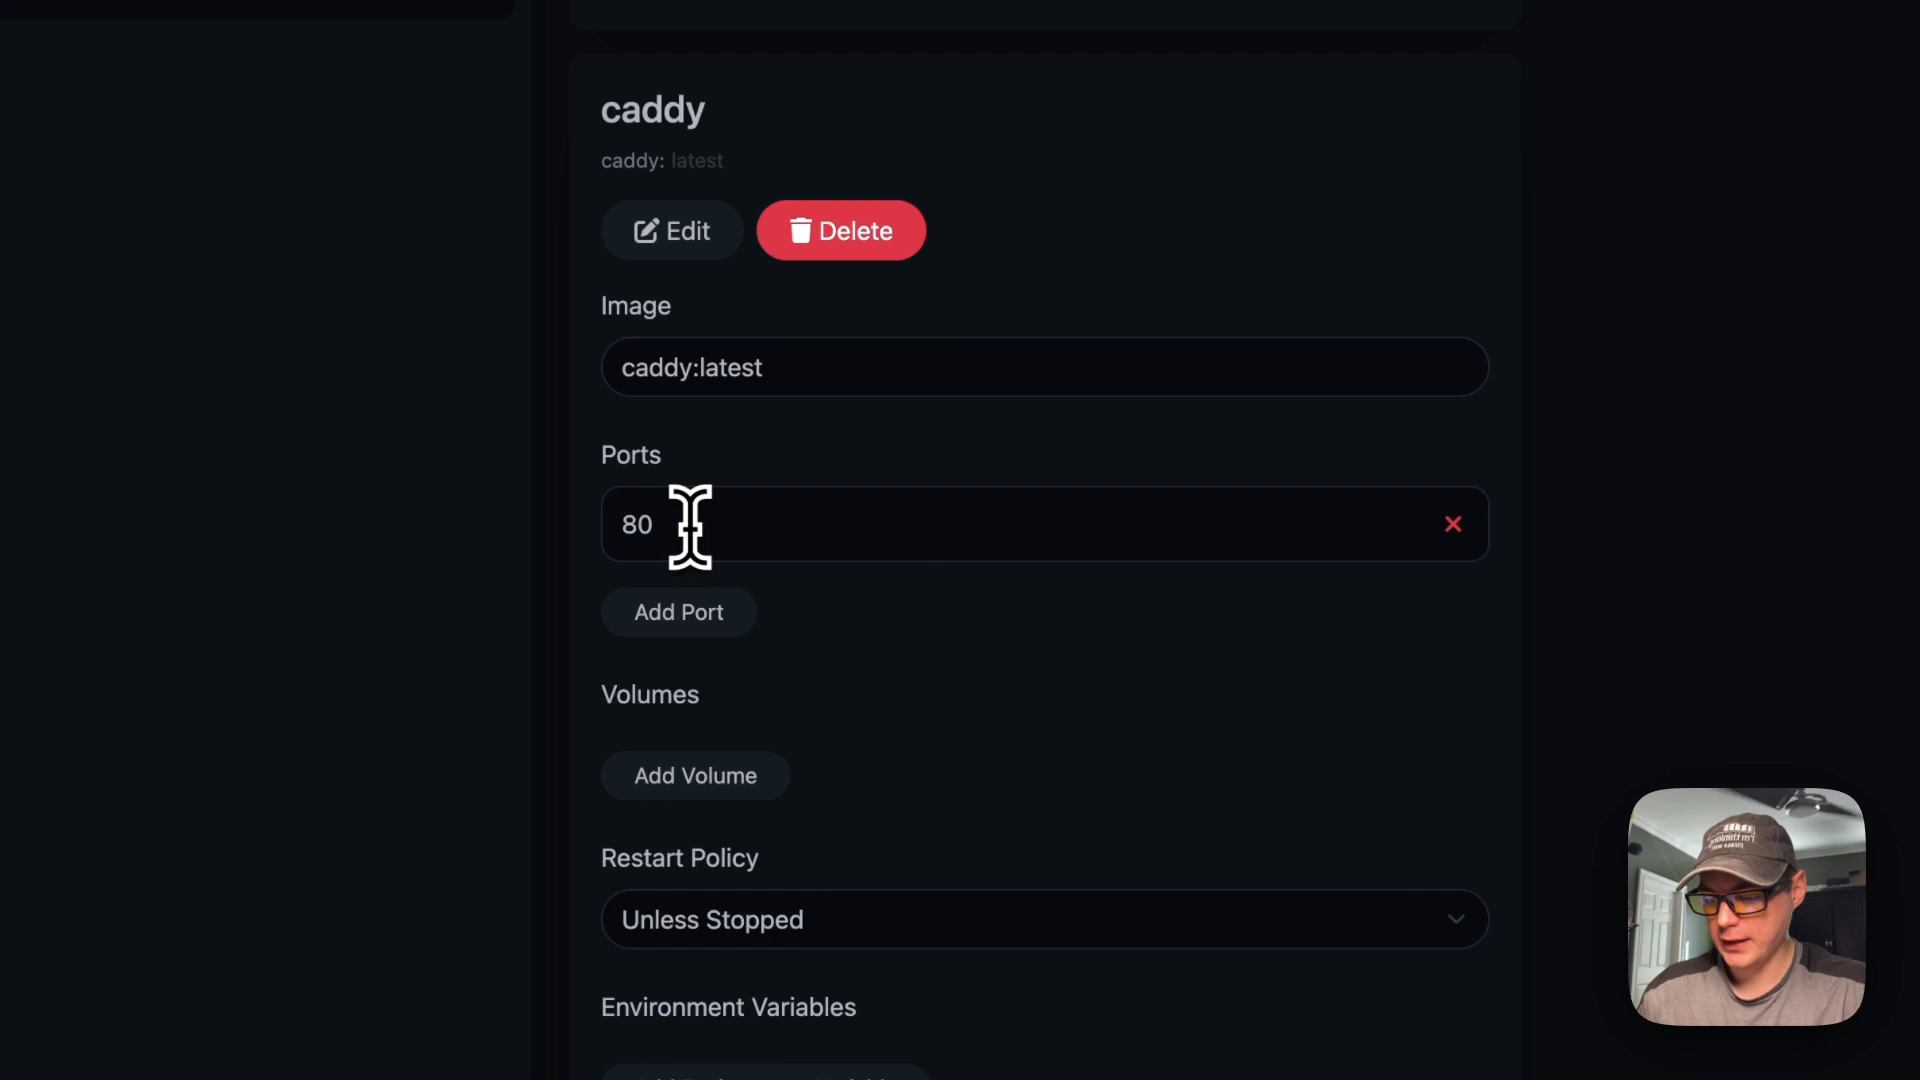 caddy
caddy: latest
Edit
Delete
Image
caddy:latest
Ports
80
Add Port
Volumes
Add Volume
Restart Policy
Unless Stopped
Environment Variables